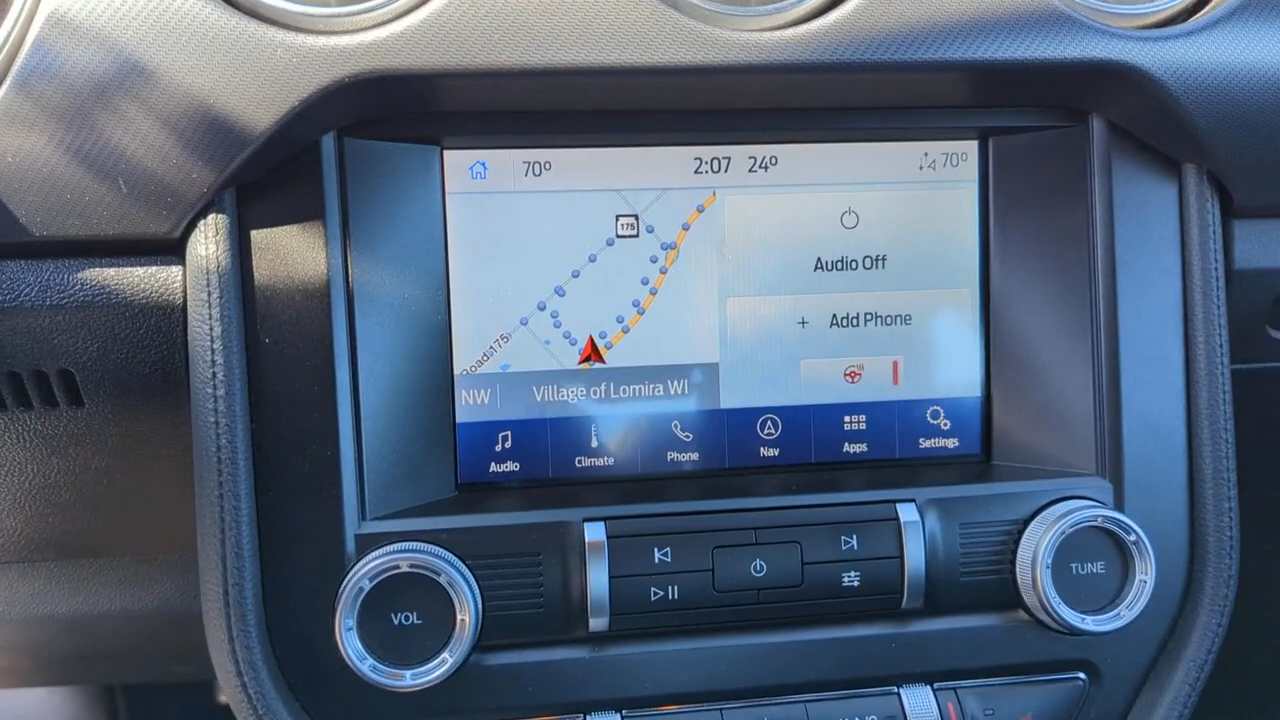 70º
2:07 24º
70º
175
Road 175
Audio Off
+ Add Phone
NW
Village of Lomira WI
Audio
Climate
Phone
Nav
Apps
Settings
VOL
TUNE